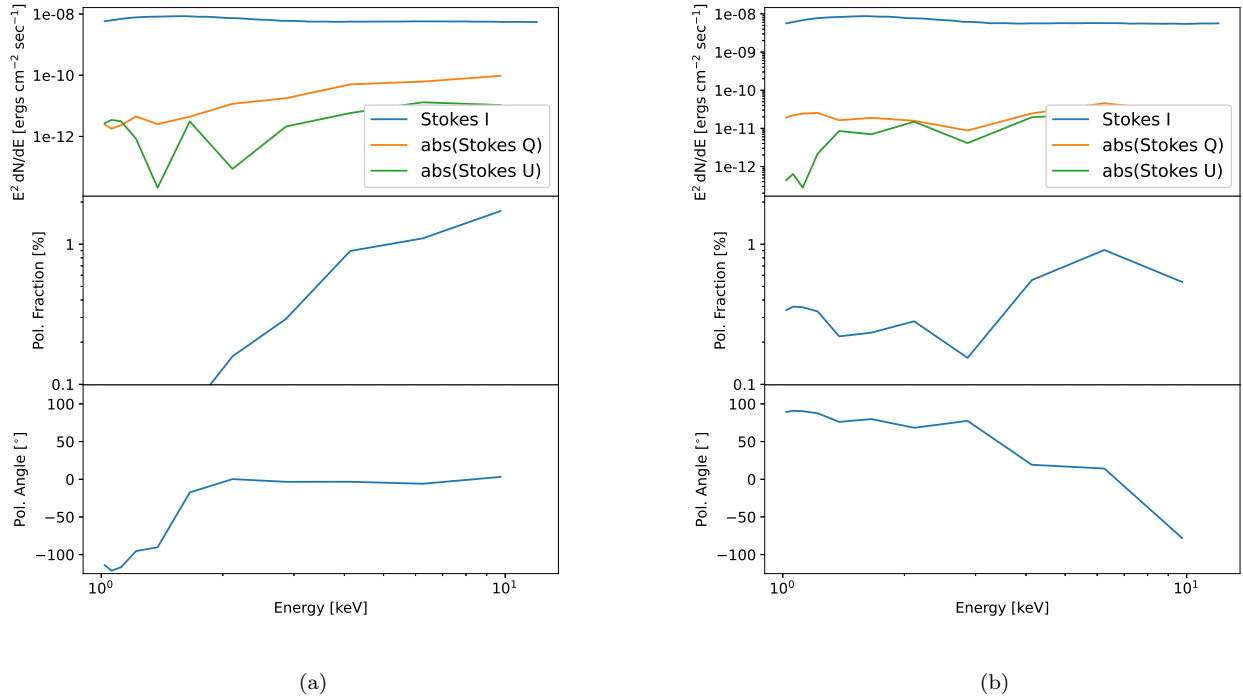 E² dN/dE [ergs cm⁻² sec⁻¹]
1e-08
1e-10
1e-12
Stokes I
abs(Stokes Q)
abs(Stokes U)
Pol. Fraction [%]
1
0.1
Pol. Angle [°]
100
50
0
−50
−100
10⁰
10¹
Energy [keV]
(a)
E² dN/dE [ergs cm⁻² sec⁻¹]
1e-08
1e-09
1e-10
1e-11
1e-12
Stokes I
abs(Stokes Q)
abs(Stokes U)
Pol. Fraction [%]
1
0.1
Pol. Angle [°]
100
50
0
−50
−100
10⁰
10¹
Energy [keV]
(b)